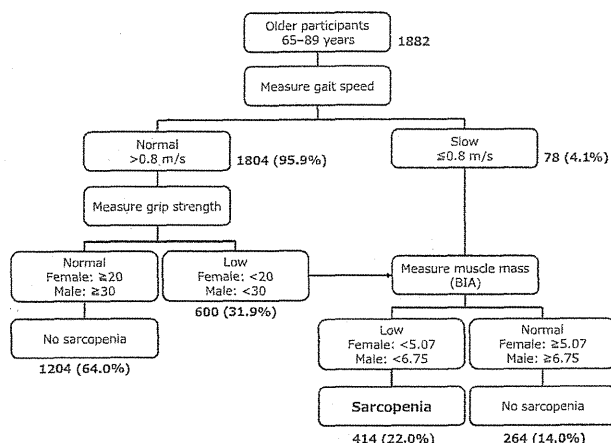 Older participants
65–89 years
1882
Measure gait speed
Normal
>0.8 m/s
1804 (95.9%)
Slow
≦0.8 m/s
78 (4.1%)
Measure grip strength
Normal
Female: ≧20
Male: ≧30
Low
Female: <20
Male: <30
600 (31.9%)
Measure muscle mass
(BIA)
No sarcopenia
1204 (64.0%)
Low
Female: <5.07
Male: <6.75
Normal
Female: ≧5.07
Male: ≧6.75
Sarcopenia
414 (22.0%)
No sarcopenia
264 (14.0%)